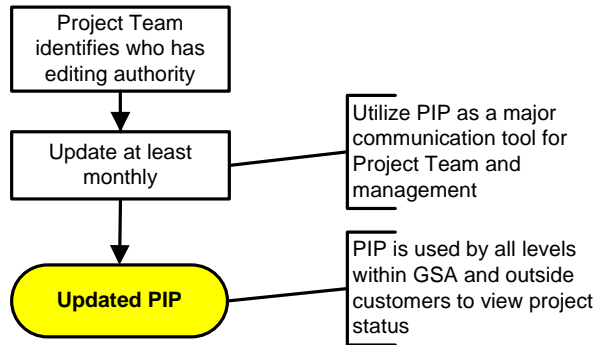 Project Team
identifies who has
editing authority
Update at least
monthly
Utilize PIP as a major
communication tool for
Project Team and
management
Updated PIP
PIP is used by all levels
within GSA and outside
customers to view project
status